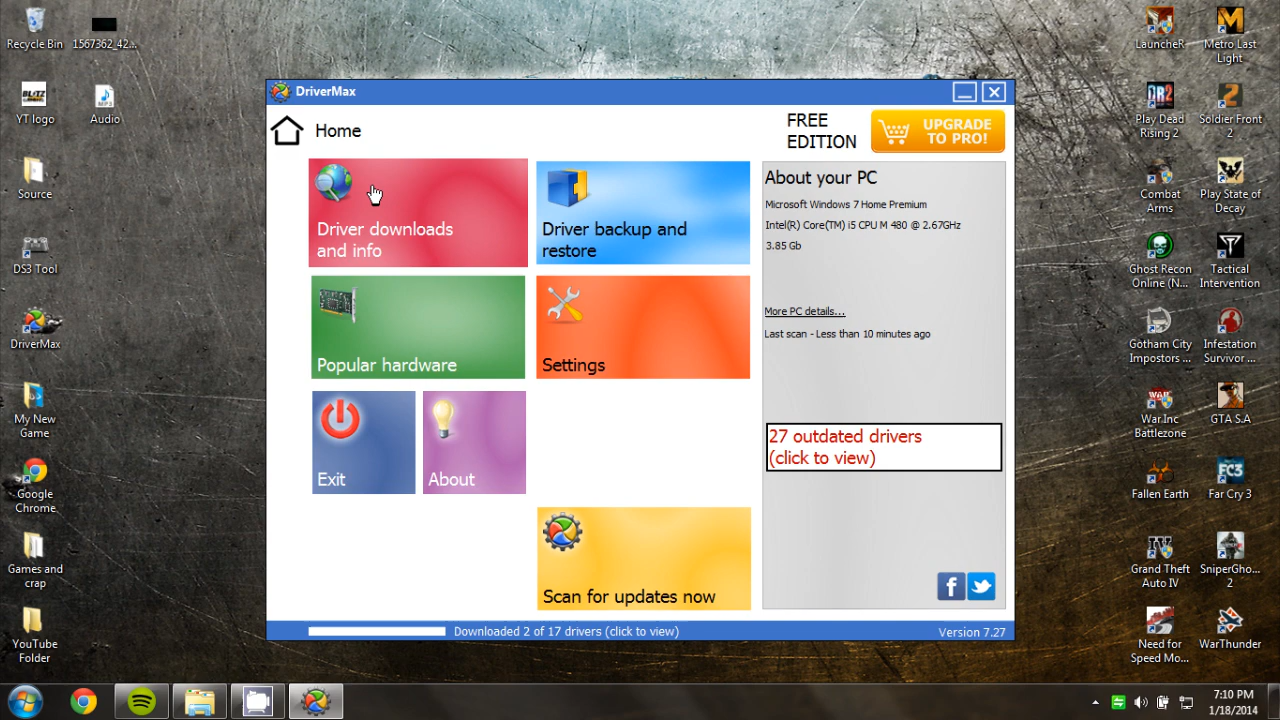 Recycle Bin
1567362_42...
YT logo
Audio
Source
DS3 Tool
DriverMax
My New
Game
Google
Chrome
Games and
crap
YouTube
Folder
DriverMax
Home
FREE
EDITION
UPGRADE
TO PRO!
Driver downloads
and info
Driver backup and
restore
Popular hardware
Settings
Exit
About
Scan for updates now
About your PC
Microsoft Windows 7 Home Premium
Intel(R) Core(TM) i5 CPU M 480 @ 2.67GHz
3.85 Gb
More PC details...
Last scan - Less than 10 minutes ago
27 outdated drivers
(click to view)
Downloaded 2 of 17 drivers (click to view)
Version 7.27
LauncheR
Metro Last
Light
Play Dead
Rising 2
Soldier Front
2
Combat
Arms
Play State of
Decay
Ghost Recon
Online (N...
Tactical
Intervention
Gotham City
Impostors ...
Infestation
Survivor ...
War.Inc
Battlezone
GTA S.A
Fallen Earth
Far Cry 3
Grand Theft
Auto IV
SniperGho...
2
Need for
Speed Mo...
WarThunder
7:10 PM
1/18/2014